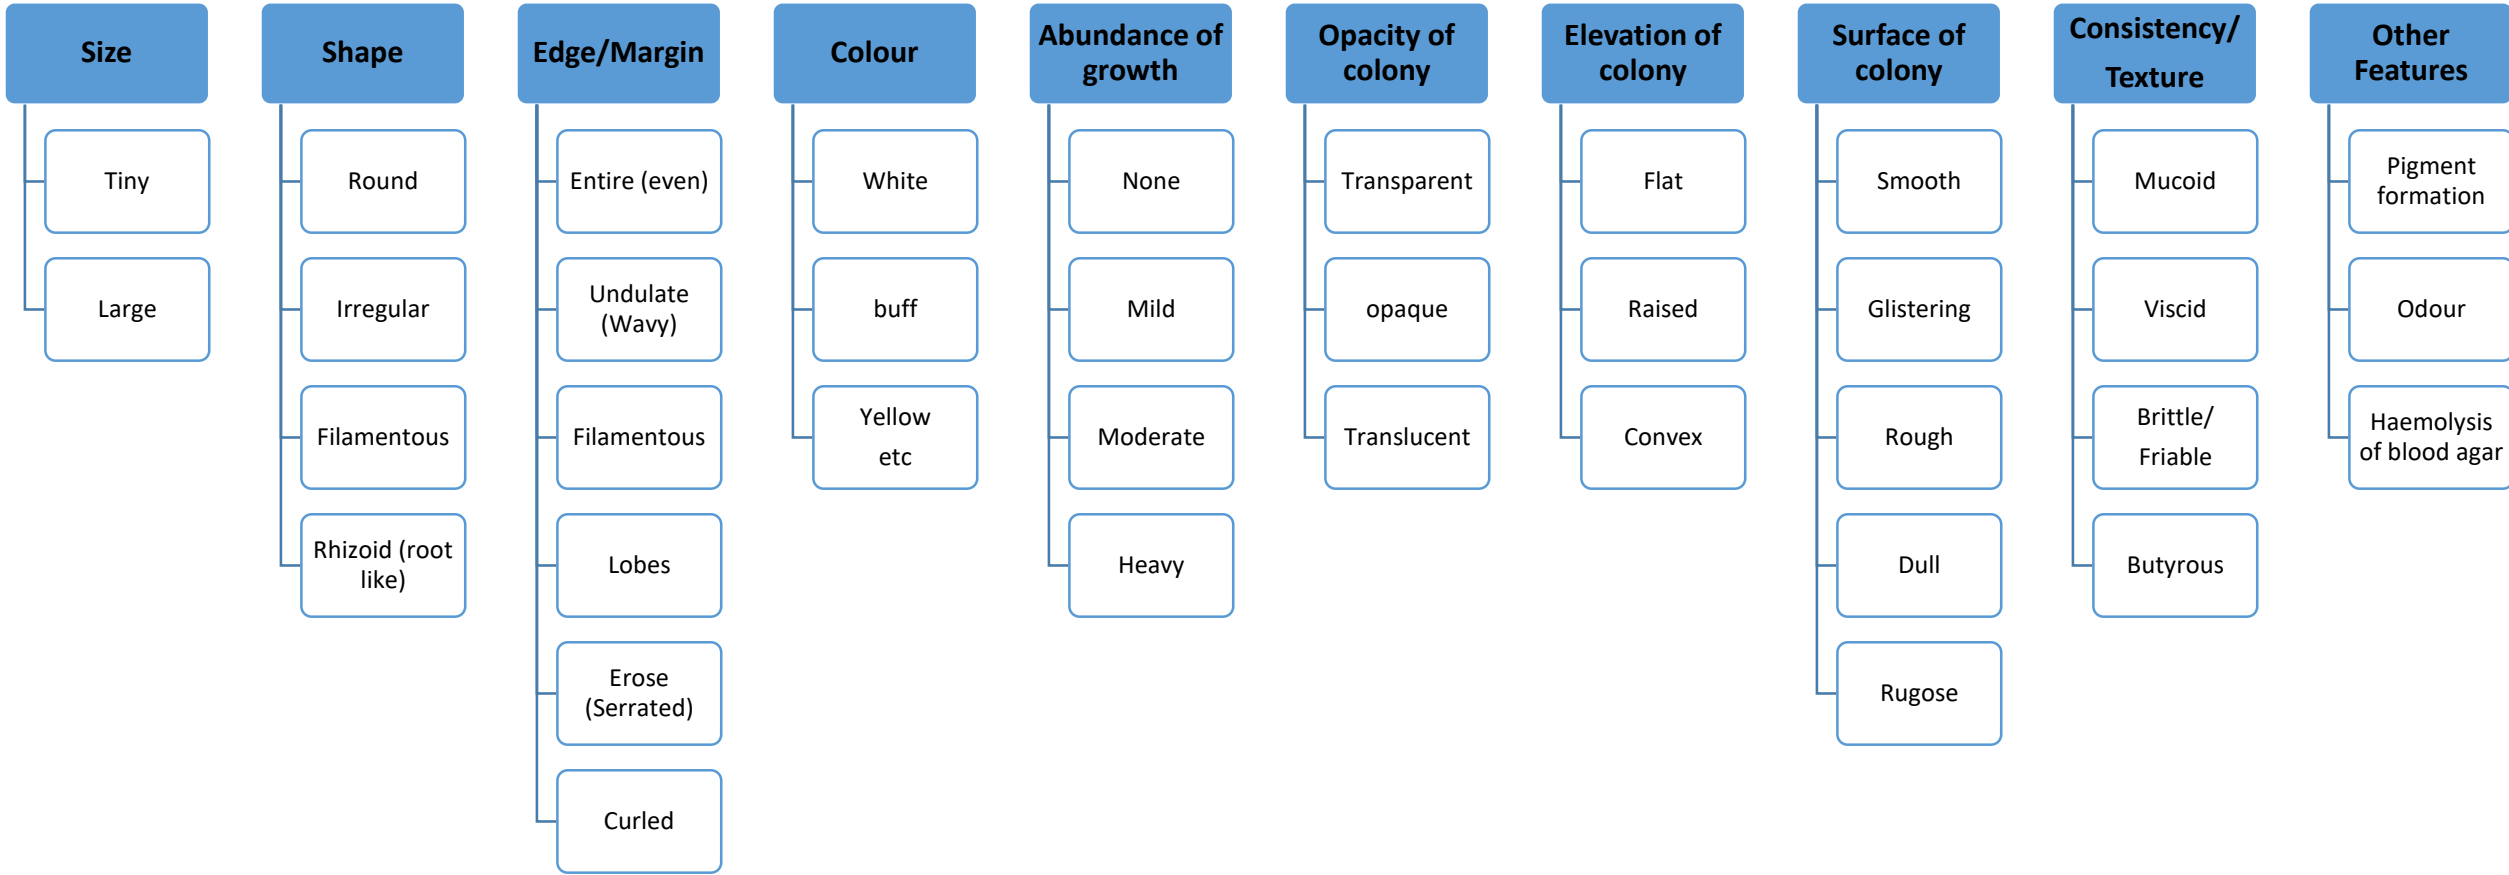 Size
Tiny
Large
Shape
Round
Irregular
Filamentous
Rhizoid (root
like)
Edge/Margin
Entire (even)
Undulate
(Wavy)
Filamentous
Lobes
Erose
(Serrated)
Curled
Colour
White
buff
Yellow
etc
Abundance of
growth
None
Mild
Moderate
Heavy
Opacity of
colony
Transparent
opaque
Translucent
Elevation of
colony
Flat
Raised
Convex
Surface of
colony
Smooth
Glistering
Rough
Dull
Rugose
Consistency/
Texture
Mucoid
Viscid
Brittle/
Friable
Butyrous
Other
Features
Pigment
formation
Odour
Haemolysis
of blood agar